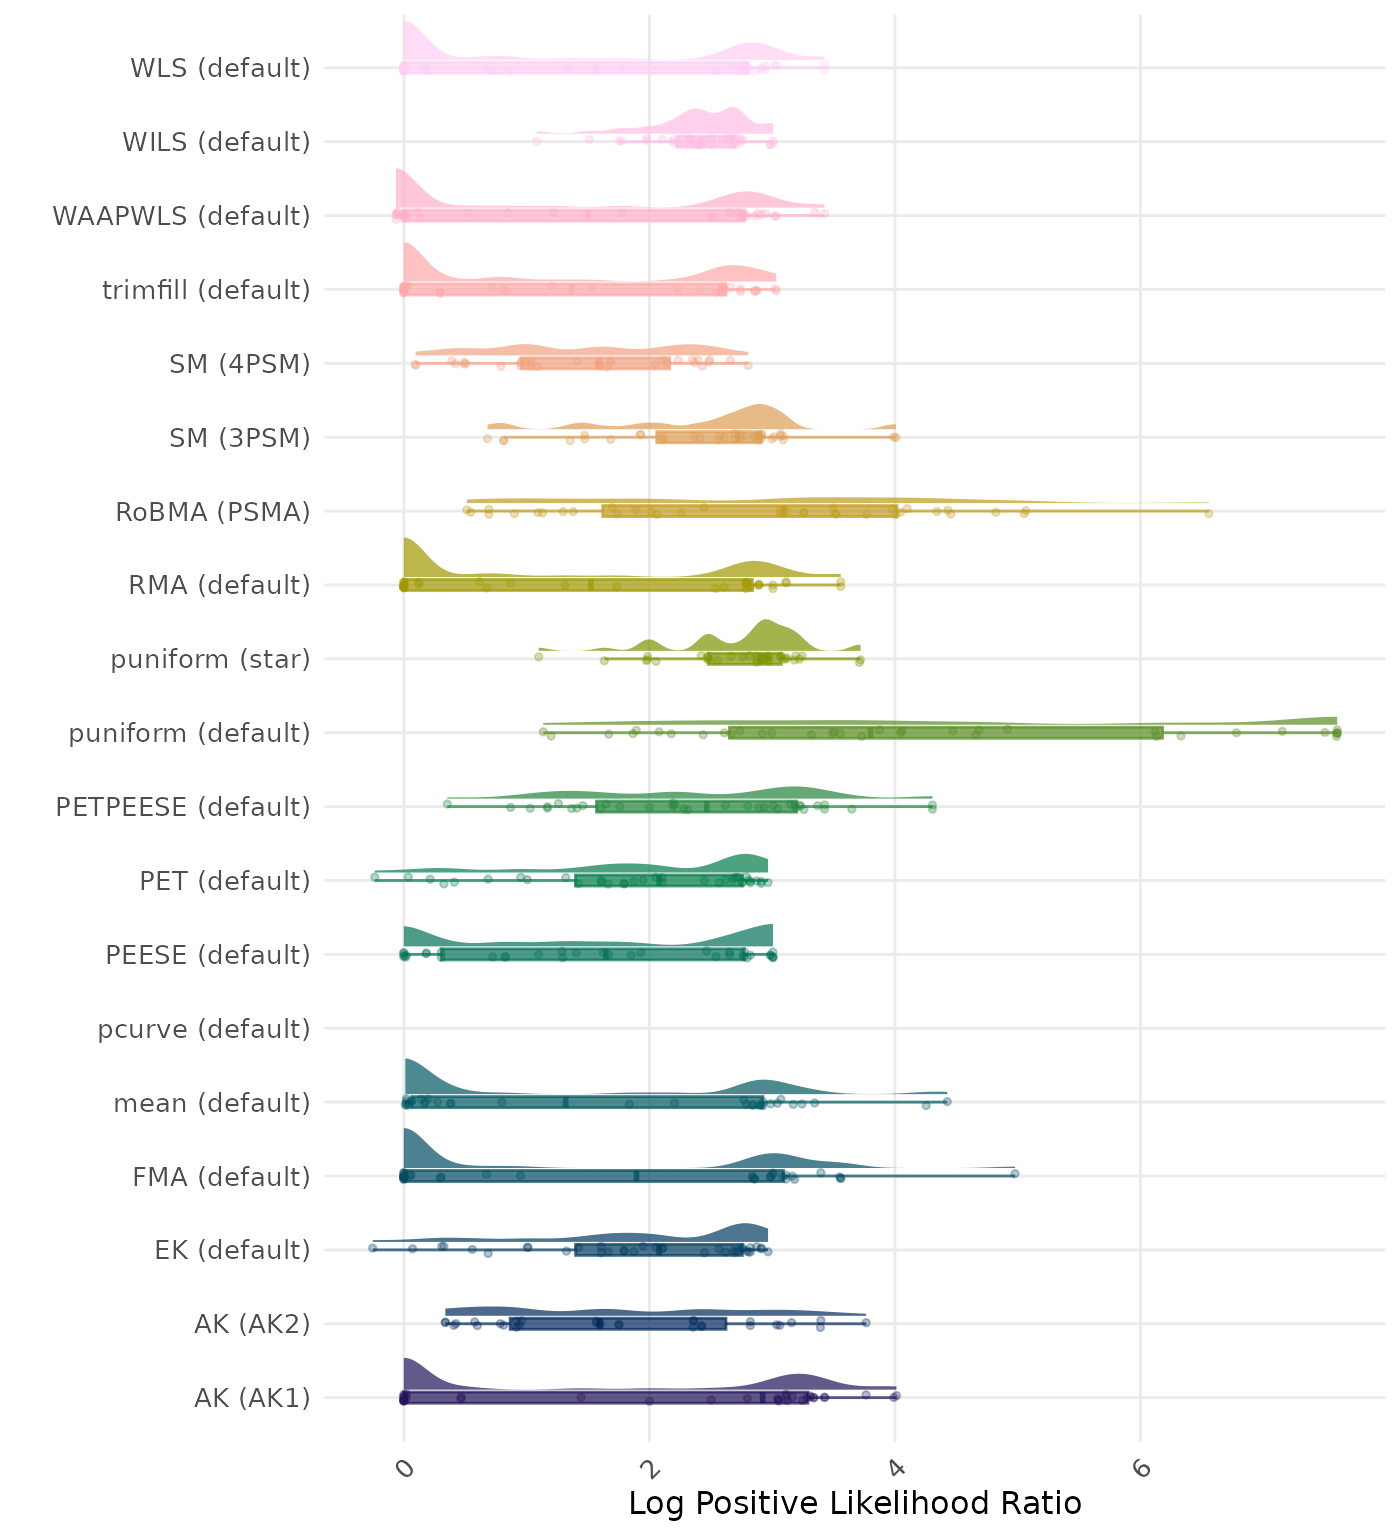 WLS (default)
WILS (default)
WAAPWLS (default)
trimfill (default)
SM (4PSM)
SM (3PSM)
RoBMA (PSMA)
RMA (default)
puniform (star)
puniform (default)
PETPEESE (default)
PET (default)
PEESE (default)
pcurve (default)
mean (default)
FMA (default)
EK (default)
AK (AK2)
AK (AK1)
0 2 4 6
Log Positive Likelihood Ratio